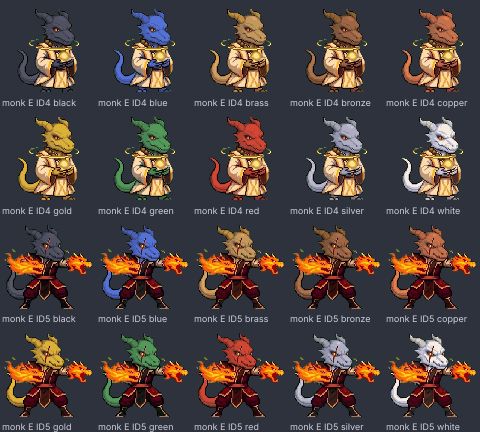 monk E ID4 black
monk E ID4 blue
monk E ID4 brass
monk E ID4 bronze
monk E ID4 copper
monk E ID4 gold
monk E ID4 green
monk E ID4 red
monk E ID4 silver
monk E ID4 white
monk E ID5 black
monk E ID5 blue
monk E ID5 brass
monk E ID5 bronze
monk E ID5 copper
monk E ID5 gold
monk E ID5 green
monk E ID5 red
monk E ID5 silver
monk E ID5 white